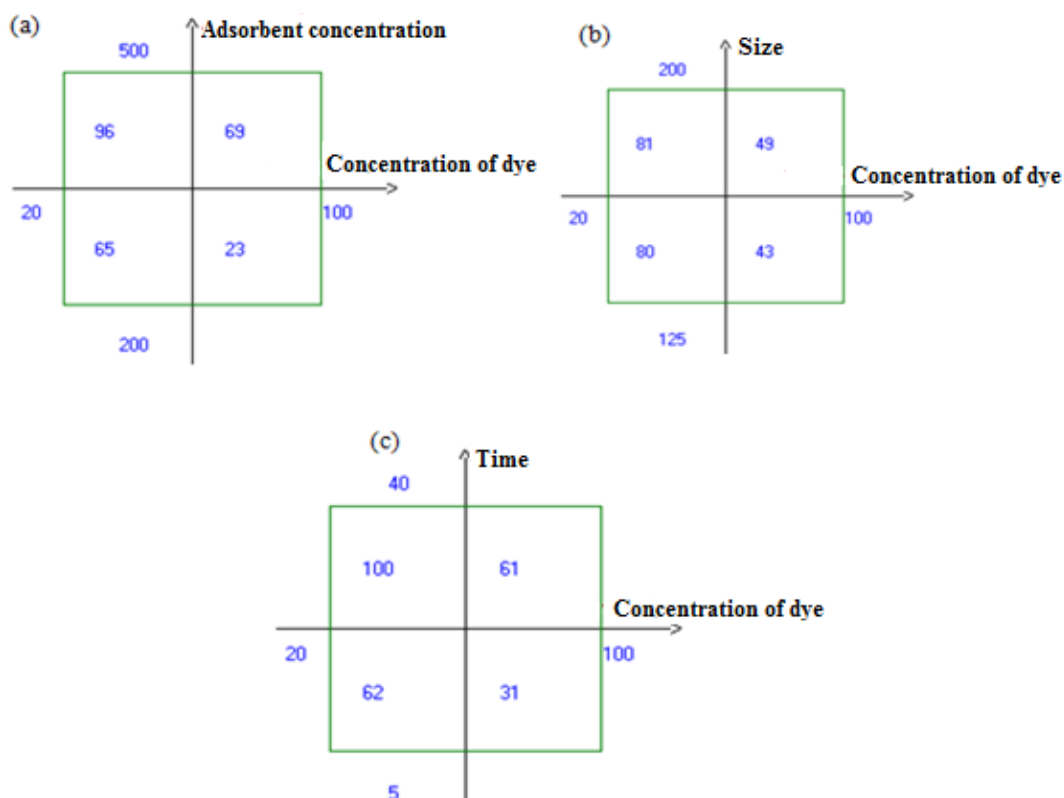 (a)
Adsorbent concentration
500
96 69
Concentration of dye
20 100
65 23
200
(b)
Size
200
81 49
Concentration of dye
20 100
80 43
125
(c)
Time
40
100 61
Concentration of dye
20 100
62 31
5